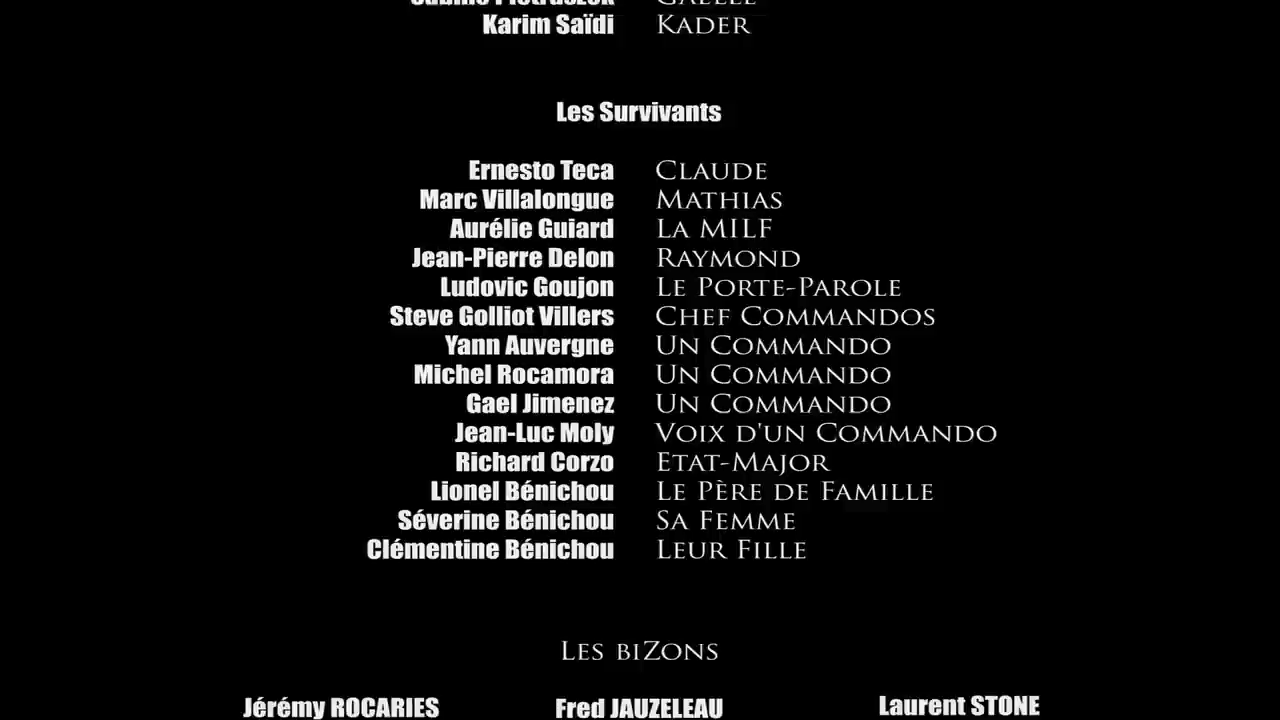 Karim Saïdi KADER
Les Survivants
Ernesto Teca CLAUDE
Marc Villalongue MATHIAS
Aurélie Guiard LA MILF
Jean-Pierre Delon RAYMOND
Ludovic Goujon LE PORTE-PAROLE
Steve Golliot Villers CHEF COMMANDOS
Yann Auvergne UN COMMANDO
Michel Rocamora UN COMMANDO
Gael Jimenez UN COMMANDO
Jean-Luc Moly VOIX D'UN COMMANDO
Richard Corzo ETAT-MAJOR
Lionel Bénichou LE PÈRE DE FAMILLE
Séverine Bénichou SA FEMME
Clémentine Bénichou LEUR FILLE
LES BIZONS
Jérémy ROCARIES Fred JAUZELEAU Laurent STONE